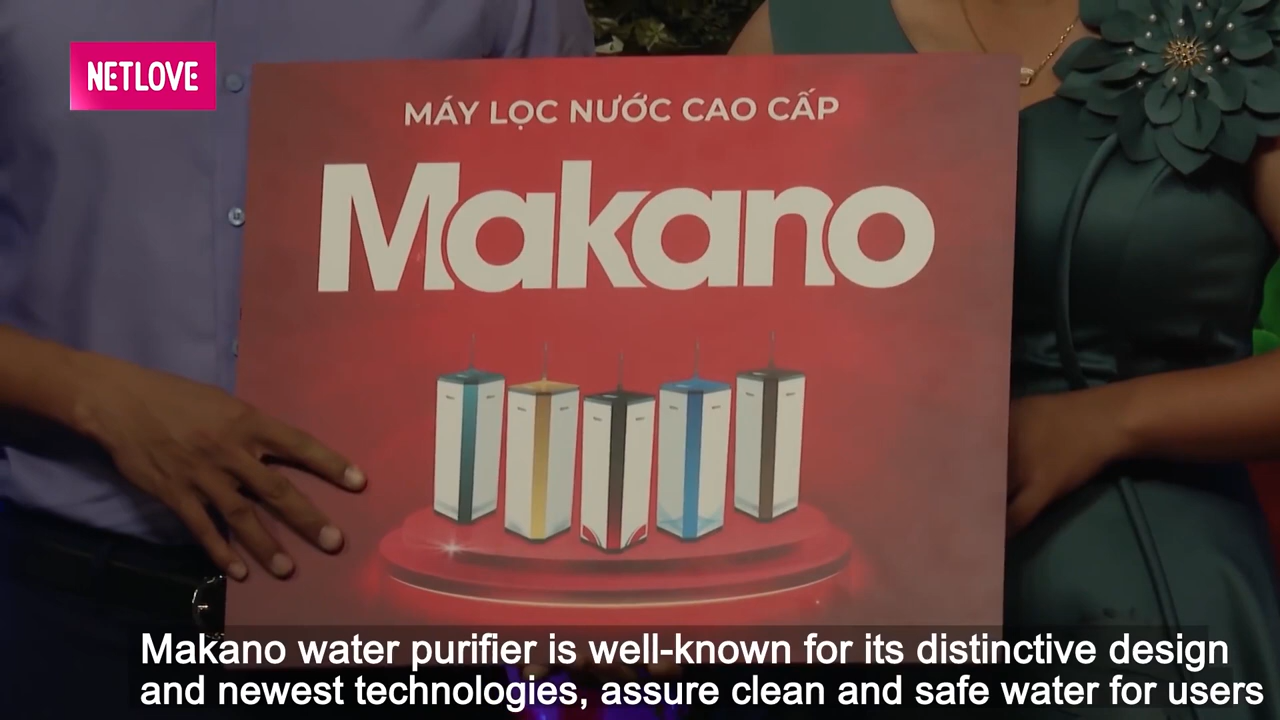 NETLOVE
MÁY LỌC NƯỚC CAO CẤP
Makano
Makano water purifier is well-known for its distinctive design
and newest technologies, assure clean and safe water for users